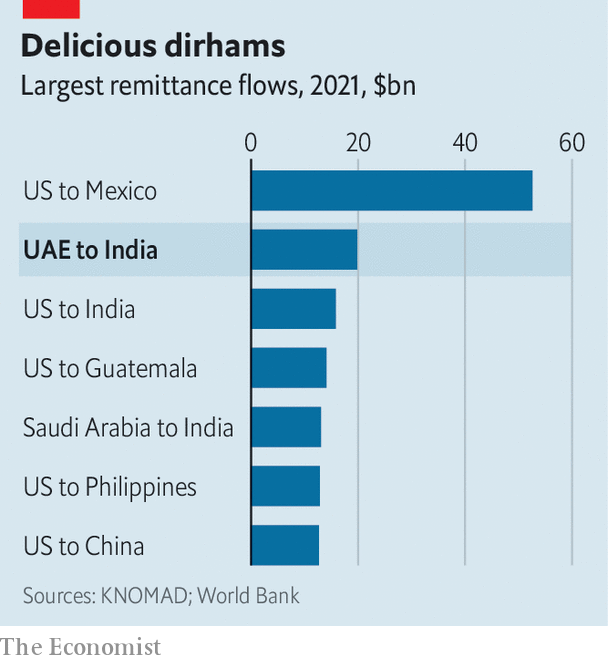 Delicious dirhams
Largest remittance flows, 2021, $bn
0 20 40 60
US to Mexico
UAE to India
US to India
US to Guatemala
Saudi Arabia to India
US to Philippines
US to China
Sources: KNOMAD; World Bank
The Economist